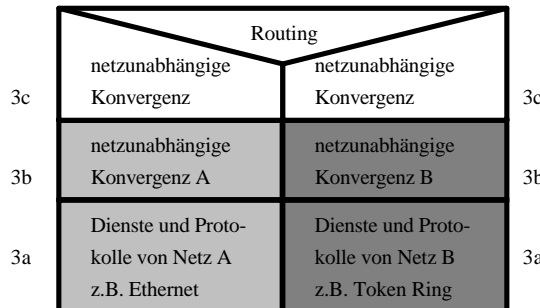 Routing
netzunabhängige
Konvergenz
netzunabhängige
Konvergenz
3c
3c
netzunabhängige
Konvergenz A
netzunabhängige
Konvergenz B
3b
3b
Dienste und Proto-
kolle von Netz A
z.B. Ethernet
Dienste und Proto-
kolle von Netz B
z.B. Token Ring
3a
3a